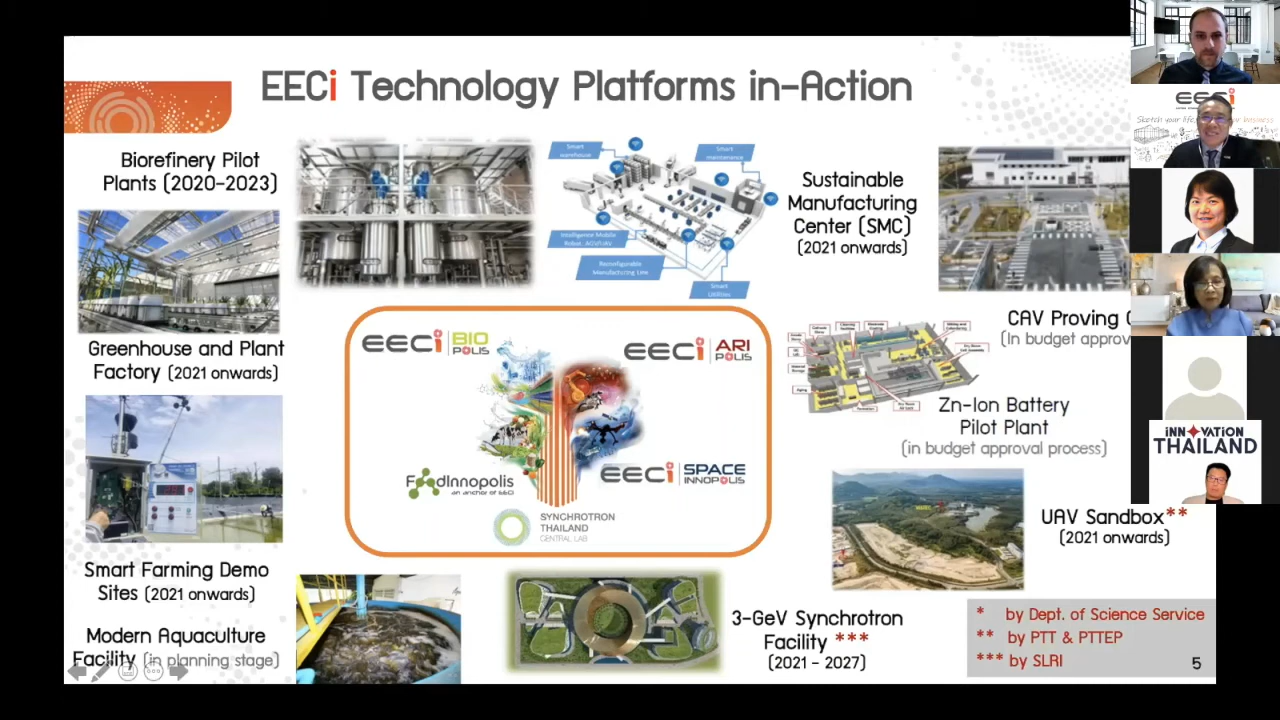 EECi Technology Platforms in-Action
Biorefinery Pilot
Plants (2020-2023)
Greenhouse and Plant
Factory (2021 onwards)
Smart Farming Demo
Sites (2021 onwards)
Modern Aquaculture
Facility (in planning stage)
Smart
warehouse
Smart
maintenance
Intelligence Mobile
Robot, AGV/UAV
Reconfigurable
Manufacturing Line
Smart
Utilities
Sustainable
Manufacturing
Center (SMC)
(2021 onwards)
CAV Proving
(In budget approv
Zn-Ion Battery
Pilot Plant
(in budget approval process)
UAV Sandbox**
(2021 onwards)
EECi BIO
POLIS
EECi ARI
POLIS
FoodInnopolis
an anchor of EECi
EECi SPACE
INNOPOLIS
SYNCHROTRON
THAILAND
CENTRAL LAB
3-GeV Synchrotron
Facility ***
(2021 - 2027)
* by Dept. of Science Service
** by PTT & PTTEP
*** by SLRI
5
EECi
INNOVATION
THAILAND